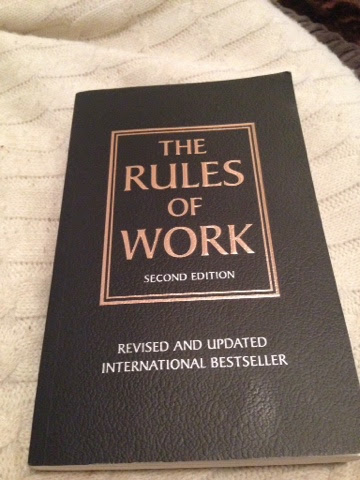 THE
RULES
OF
WORK
SECOND EDITION
REVISED AND UPDATED
INTERNATIONAL BESTSELLER